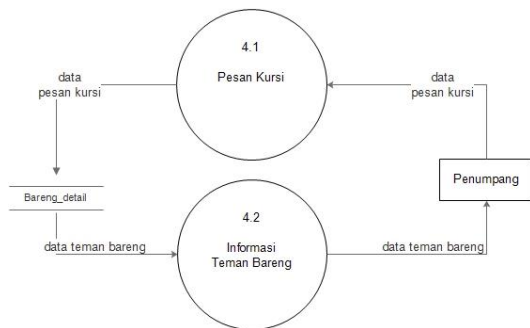 4.1
Pesan Kursi
data
pesan kursi
data
pesan kursi
Bareng_detail
Penumpang
4.2
Informasi
Teman Bareng
data teman bareng
data teman bareng